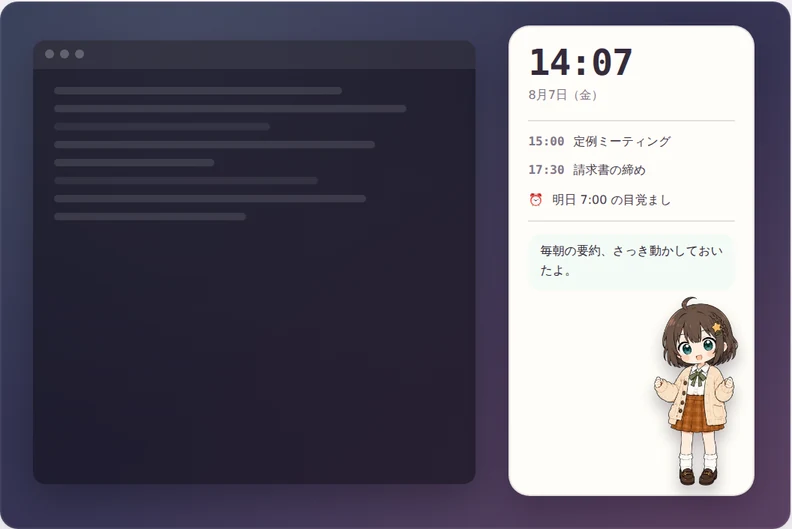 14:07
8月7日（金）
15:00 定例ミーティング
17:30 請求書の締め
⏰ 明日 7:00 の目覚まし
毎朝の要約、さっき動かしておい
たよ。